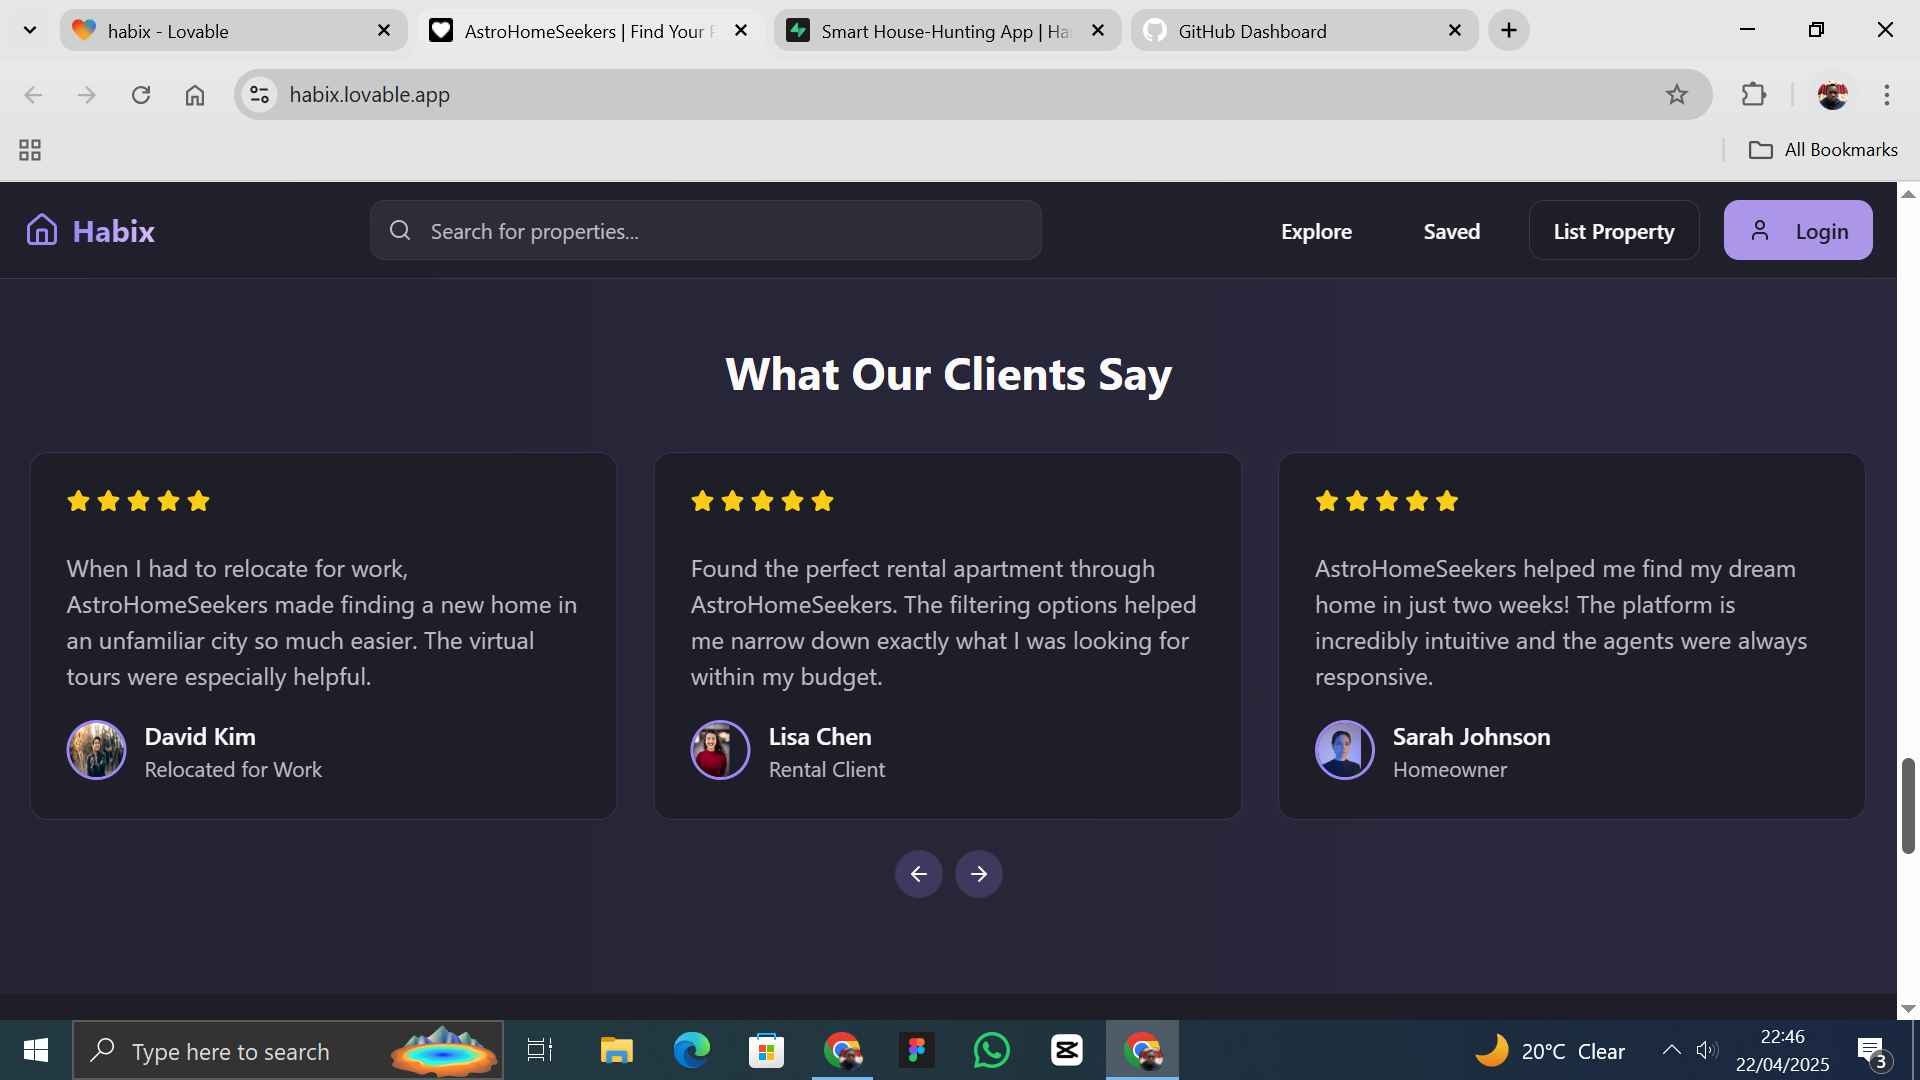 habix - Lovable
AstroHomeSeekers | Find Your
Smart House-Hunting App | Ha
GitHub Dashboard
habix.lovable.app
All Bookmarks
Habix
Search for properties...
Explore
Saved
List Property
Login
What Our Clients Say
When I had to relocate for work,
AstroHomeSeekers made finding a new home in
an unfamiliar city so much easier. The virtual
tours were especially helpful.
David Kim
Relocated for Work
Found the perfect rental apartment through
AstroHomeSeekers. The filtering options helped
me narrow down exactly what I was looking for
within my budget.
Lisa Chen
Rental Client
AstroHomeSeekers helped me find my dream
home in just two weeks! The platform is
incredibly intuitive and the agents were always
responsive.
Sarah Johnson
Homeowner
Type here to search
20°C Clear
22:46
22/04/2025
3